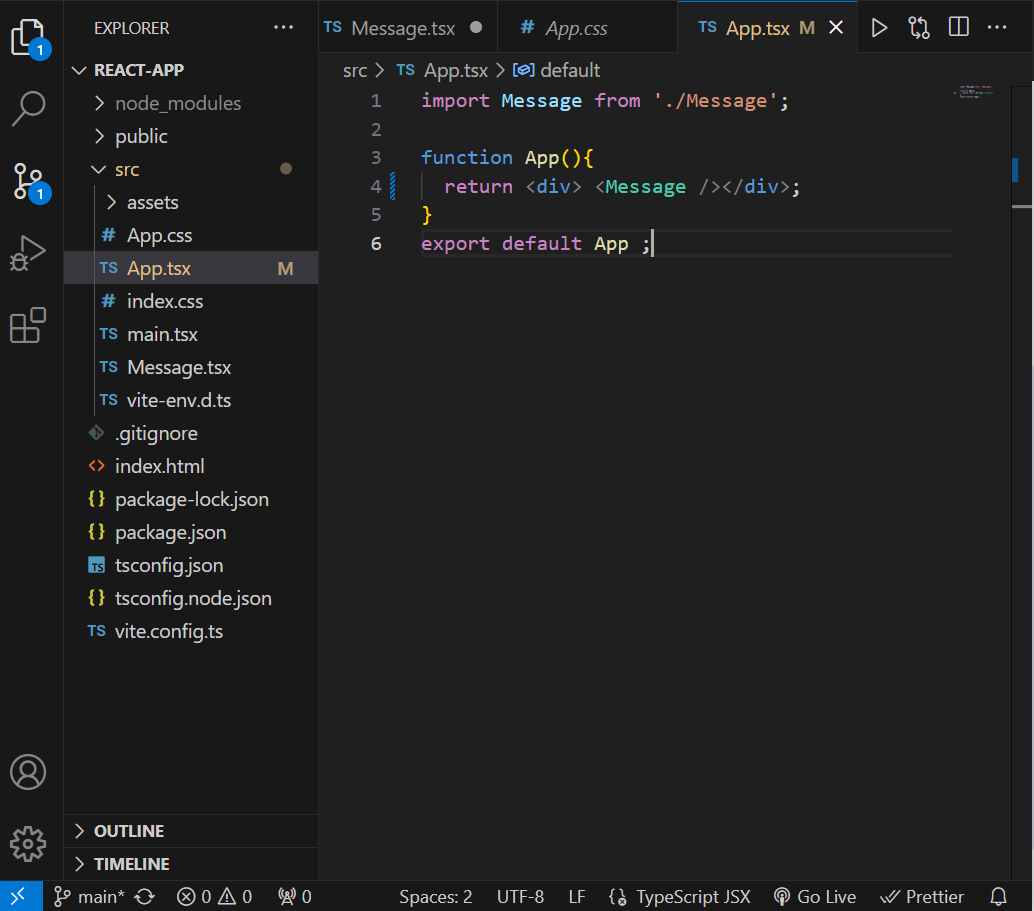 EXPLORER
REACT-APP
node_modules
public
src
assets
# App.css
TS App.tsx M
# index.css
TS main.tsx
TS Message.tsx
TS vite-env.d.ts
.gitignore
<> index.html
{} package-lock.json
{} package.json
TS tsconfig.json
{} tsconfig.node.json
TS vite.config.ts
OUTLINE
TIMELINE
1
1
TS Message.tsx
# App.css
TS App.tsx M
src > TS App.tsx > default
1 import Message from './Message';
2
3 function App(){
4 return <div> <Message /></div>;
5 }
6 export default App ;
main* 0 0 0 Spaces: 2 UTF-8 LF {} TypeScript JSX Go Live Prettier